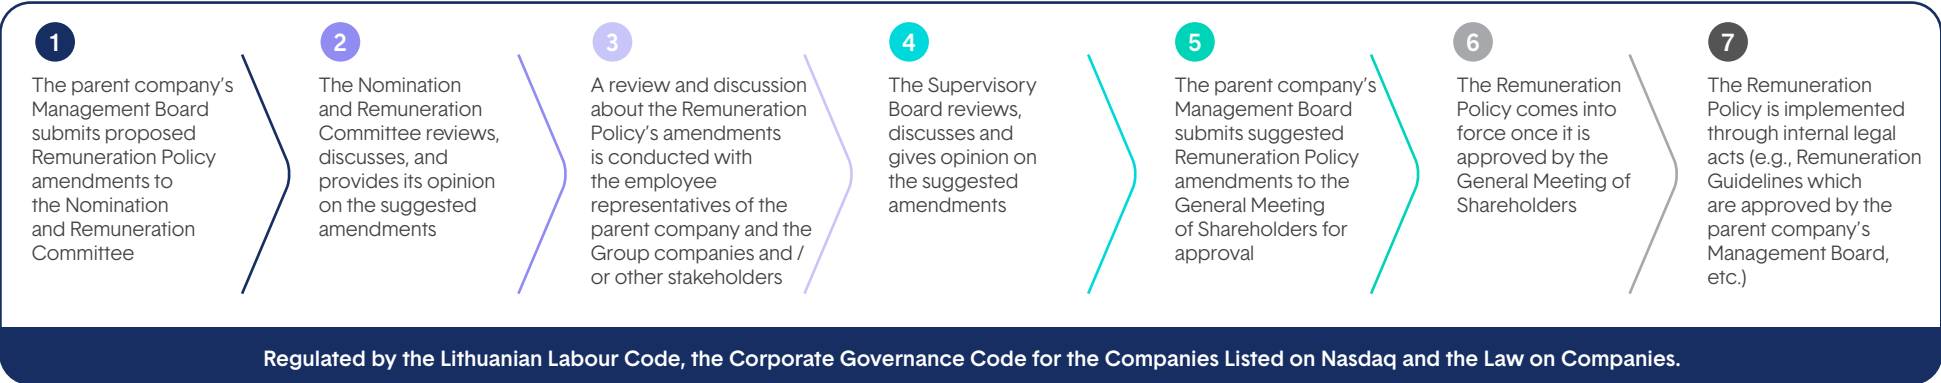 1
The parent company's
Management Board
submits proposed
Remuneration Policy
amendments to
the Nomination
and Remuneration
Committee
2
The Nomination
and Remuneration
Committee reviews,
discusses, and
provides its opinion
on the suggested
amendments
3
A review and discussion
about the Remuneration
Policy's amendments
is conducted with
the employee
representatives of the
parent company and the
Group companies and /
or other stakeholders
4
The Supervisory
Board reviews,
discusses and
gives opinion on
the suggested
amendments
5
The parent company's
Management Board
submits suggested
Remuneration Policy
amendments to the
General Meeting
of Shareholders for
approval
6
The Remuneration
Policy comes into
force once it is
approved by the
General Meeting of
Shareholders
7
The Remuneration
Policy is implemented
through internal legal
acts (e.g., Remuneration
Guidelines which
are approved by the
parent company's
Management Board,
etc.)
Regulated by the Lithuanian Labour Code, the Corporate Governance Code for the Companies Listed on Nasdaq and the Law on Companies.